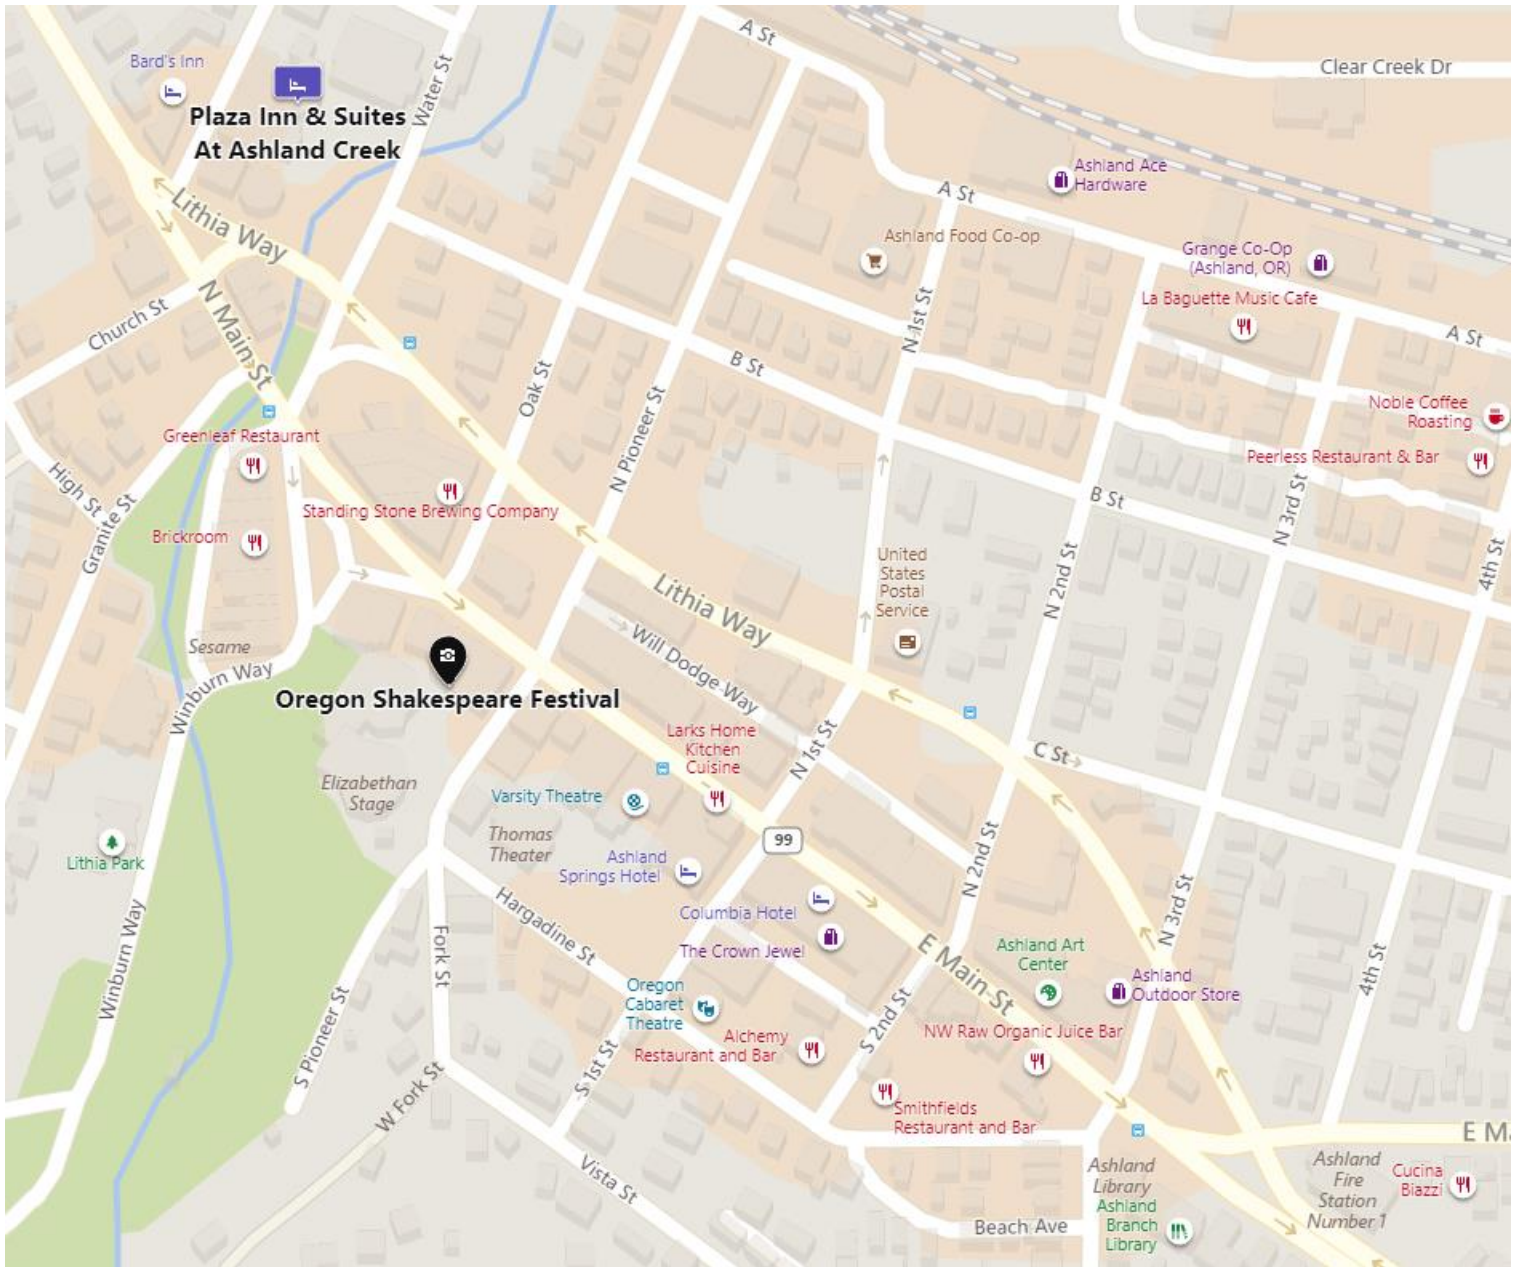 A St
Clear Creek Dr
Bard's Inn
Water St
Plaza Inn & Suites
At Ashland Creek
Ashland Ace
Hardware
A St
Lithia Way
Ashland Food Co-op
Grange Co-Op
(Ashland, OR)
La Baguette Music Cafe
Church St
N Main St
N 1st St
A St
B St
Oak St
N Pioneer St
Noble Coffee
Roasting
Greenleaf Restaurant
Peerless Restaurant & Bar
High St
Granite St
Standing Stone Brewing Company
B St
N 3rd St
Brickroom
United
States
Postal
Service
N 2nd St
4th St
Lithia Way
Will Dodge Way
Sesame
Winburn Way
Oregon Shakespeare Festival
Larks Home
Kitchen
Cuisine
N 1st St
C St
Elizabethan
Stage
Varsity Theatre
Thomas
Theater
99
Lithia Park
Ashland
Springs Hotel
N 2nd St
Hargadine St
Columbia Hotel
N 3rd St
The Crown Jewel
Fork St
E Main St
Ashland Art
Center
Winburn Way
4th St
Oregon
Cabaret
Theatre
Ashland
Outdoor Store
S Pioneer St
S 2nd St
Alchemy
Restaurant and Bar
NW Raw Organic Juice Bar
S 1st St
W Fork St
Smithfields
Restaurant and Bar
E Ma
Vista St
Ashland
Library
Ashland
Fire
Station
Number 1
Cucina
Biazzi
Ashland
Branch
Library
Beach Ave